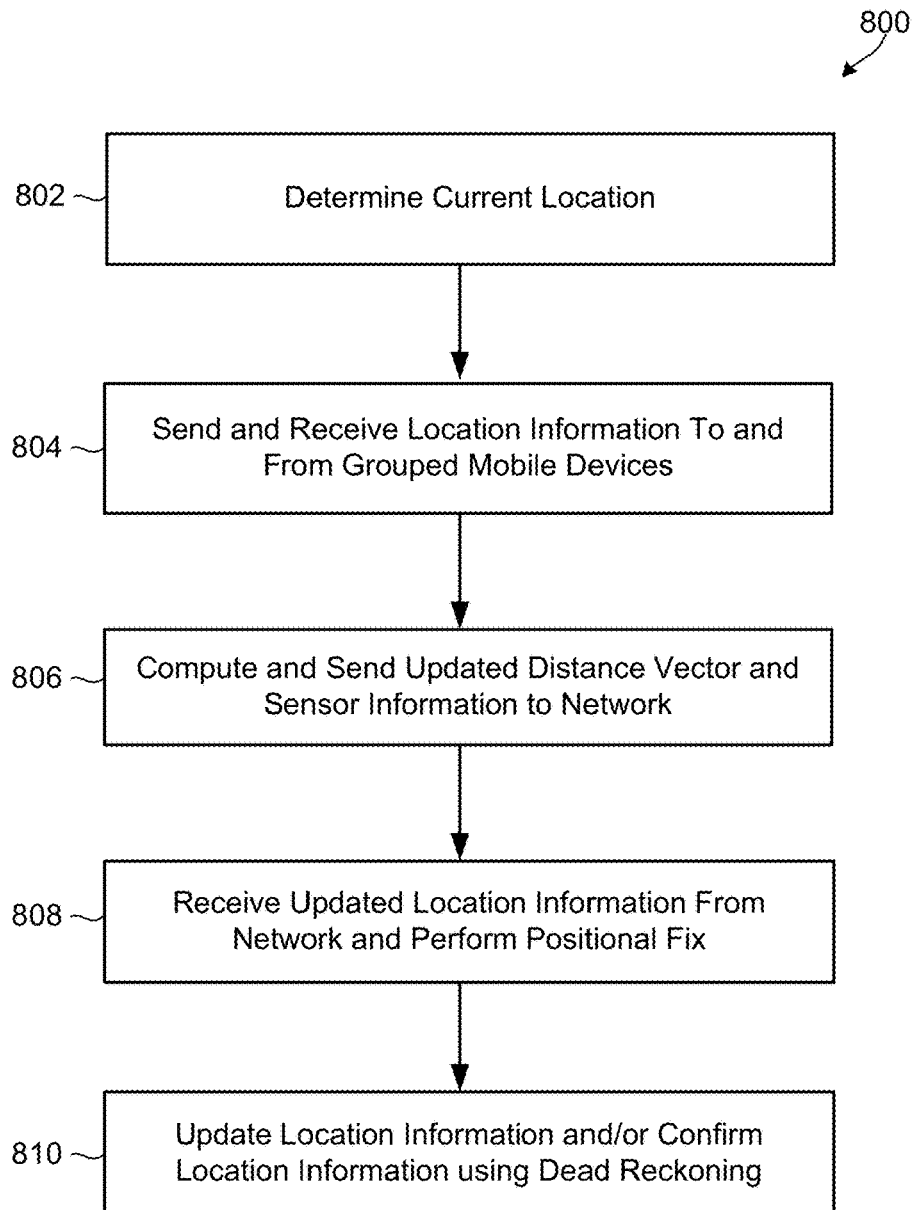 800
802
Determine Current Location
804
Send and Receive Location Information To and
From Grouped Mobile Devices
806
Compute and Send Updated Distance Vector and
Sensor Information to Network
808
Receive Updated Location Information From
Network and Perform Positional Fix
810
Update Location Information and/or Confirm
Location Information using Dead Reckoning